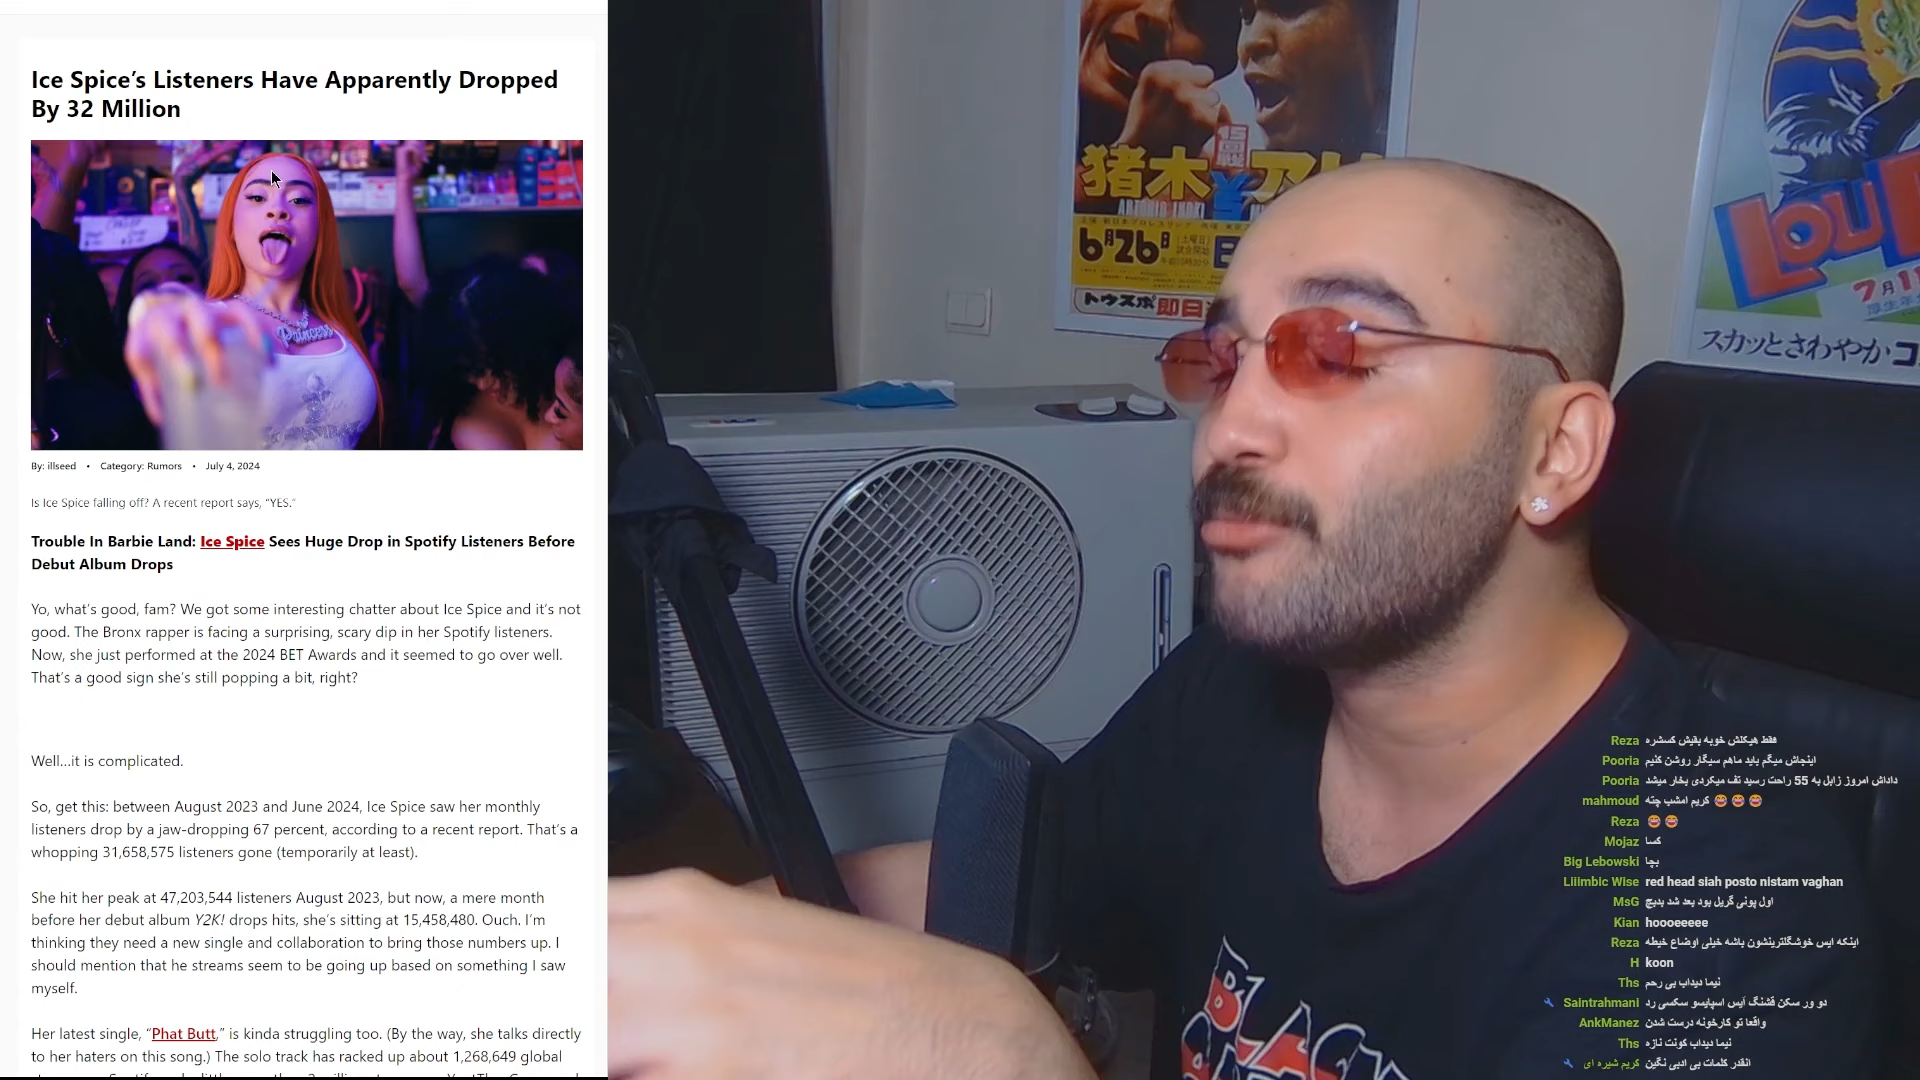 Ice Spice’s Listeners Have Apparently Dropped
By 32 Million
Princess
By: illseed • Category: Rumors • July 4, 2024
Is Ice Spice falling off? A recent report says, “YES.”
Trouble In Barbie Land: Ice Spice Sees Huge Drop in Spotify Listeners Before
Debut Album Drops
Yo, what’s good, fam? We got some interesting chatter about Ice Spice and it’s not
good. The Bronx rapper is facing a surprising, scary dip in her Spotify listeners.
Now, she just performed at the 2024 BET Awards and it seemed to go over well.
That’s a good sign she’s still popping a bit, right?
Well…it is complicated.
So, get this: between August 2023 and June 2024, Ice Spice saw her monthly
listeners drop by a jaw-dropping 67 percent, according to a recent report. That’s a
whopping 31,658,575 listeners gone (temporarily at least).
She hit her peak at 47,203,544 listeners August 2023, but now, a mere month
before her debut album Y2K! drops hits, she’s sitting at 15,458,480. Ouch. I’m
thinking they need a new single and collaboration to bring those numbers up. I
should mention that he streams seem to be going up based on something I saw
myself.
Her latest single, “Phat Butt,” is kinda struggling too. (By the way, she talks directly
to her haters on this song.) The solo track has racked up about 1,268,649 global
猪木
6月26日
トウスポ 即日
LOU
7月11
スカッとさわやかコ
BLACK
Reza فقط هیکلش خوبه بقیش کسشره
Pooria اینجاش میگم باید ماهم سیگار روشن کنیم
Pooria داداش امروز زابل به 55 راحت رسید تف میکردی بخار میشد
mahmoud کریم امشب چته 😂 😂 😂
Reza 😂 😂
Mojaz کسا
Big Lebowski بچا
Liiimbic Wise red head siah posto nistam vaghan
MsG اول پونی گریل بود بعد شد بدبچ
Kian hoooeeeee
Reza اینکه ایس خوشگلترینشون باشه خیلی اوضاع خیطه
H koon
Ths نیما دیداب بی رحم
Saintrahmani دو ور سکن قشنگ آیس اسپایسو سکسی رد
AnkManez واقعا تو کارخونه درست شدن
Ths نیما دیداب کونت نازه
کریم شیره ای انقدر کلمات بی ادبی نگین